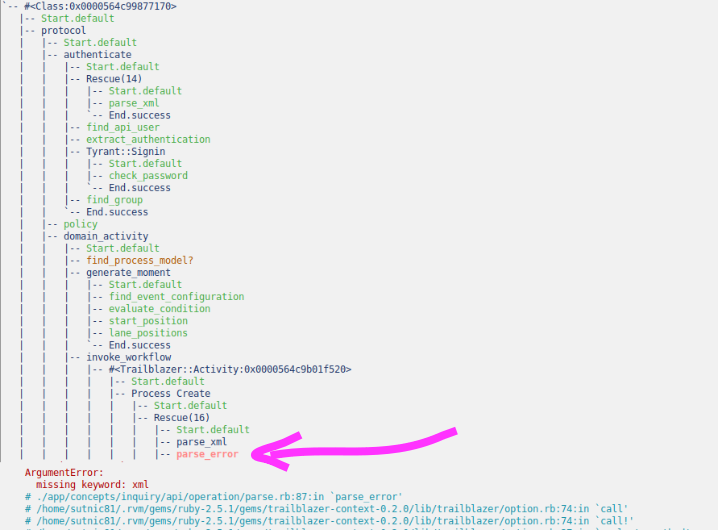 `-- #<Class:0x0000564c99877170>
|-- Start.default
|-- protocol
| |-- Start.default
| |-- authenticate
| | |-- Start.default
| | |-- Rescue(14)
| | | |-- Start.default
| | | |-- parse_xml
| | | `-- End.success
| | |-- find_api_user
| | |-- extract_authentication
| | |-- Tyrant::Signin
| | | |-- Start.default
| | | |-- check_password
| | | `-- End.success
| | |-- find_group
| | `-- End.success
| |-- policy
| |-- domain_activity
| | |-- Start.default
| | |-- find_process_model?
| | |-- generate_moment
| | | |-- Start.default
| | | |-- find_event_configuration
| | | |-- evaluate_condition
| | | |-- start_position
| | | |-- lane_positions
| | | `-- End.success
| | |-- invoke_workflow
| | | |-- #<Trailblazer::Activity:0x0000564c9b01f520>
| | | | |-- Start.default
| | | | |-- Process Create
| | | | | |-- Start.default
| | | | | |-- Rescue(16)
| | | | | | |-- Start.default
| | | | | | |-- parse_xml
| | | | | | |-- parse_error
ArgumentError:
missing keyword: xml
# ./app/concepts/inquiry/api/operation/parse.rb:87:in `parse_error'
# /home/sutnic81/.rvm/gems/ruby-2.5.1/gems/trailblazer-context-0.2.0/lib/trailblazer/option.rb:74:in `call'
# /home/sutnic81/.rvm/gems/ruby-2.5.1/gems/trailblazer-context-0.2.0/lib/trailblazer/option.rb:74:in `call!'